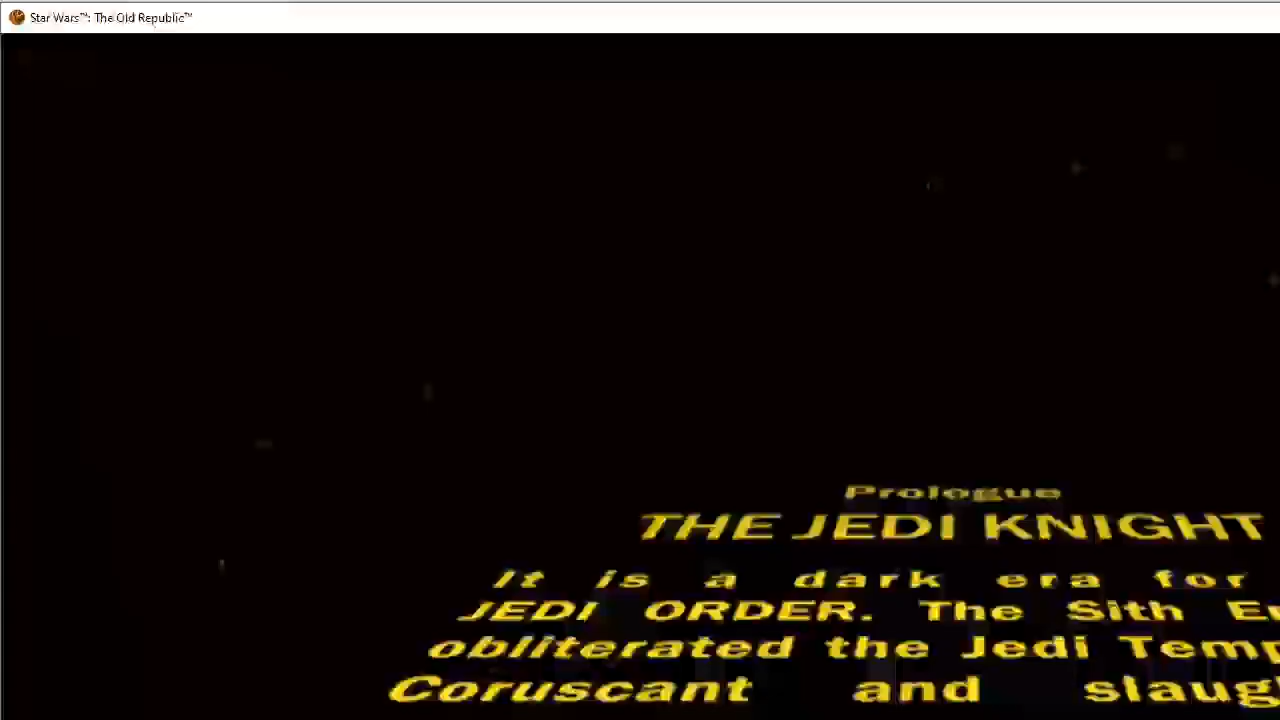 Star Wars™: The Old Republic™
Prologue
THE JEDI KNIGHT
It is a dark era for
JEDI ORDER. The Sith
obliterated the Jedi
Coruscant and